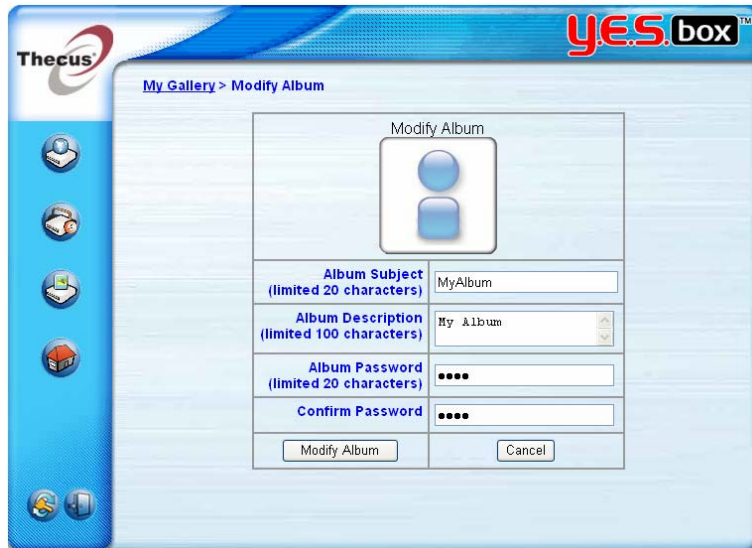 Thecus
Y.E.S. box TM
My Gallery > Modify Album
Modify Album
Album Subject
(limited 20 characters)
MyAlbum
Album Description
(limited 100 characters)
My Album
Album Password
(limited 20 characters)
••••
Confirm Password
••••
Modify Album
Cancel